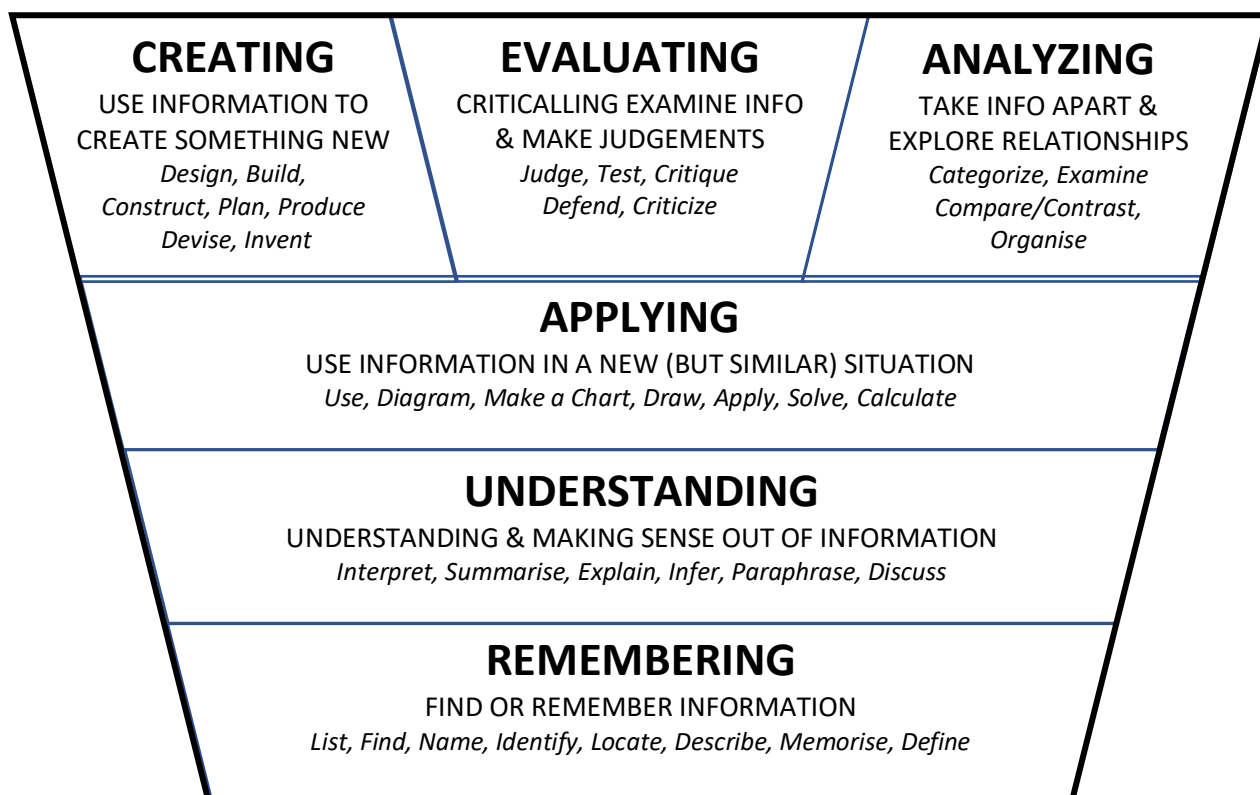 CREATING
USE INFORMATION TO
CREATE SOMETHING NEW
Design, Build,
Construct, Plan, Produce
Devise, Invent
EVALUATING
CRITICALLING EXAMINE INFO
& MAKE JUDGEMENTS
Judge, Test, Critique
Defend, Criticize
ANALYZING
TAKE INFO APART &
EXPLORE RELATIONSHIPS
Categorize, Examine
Compare/Contrast,
Organise
APPLYING
USE INFORMATION IN A NEW (BUT SIMILAR) SITUATION
Use, Diagram, Make a Chart, Draw, Apply, Solve, Calculate
UNDERSTANDING
UNDERSTANDING & MAKING SENSE OUT OF INFORMATION
Interpret, Summarise, Explain, Infer, Paraphrase, Discuss
REMEMBERING
FIND OR REMEMBER INFORMATION
List, Find, Name, Identify, Locate, Describe, Memorise, Define